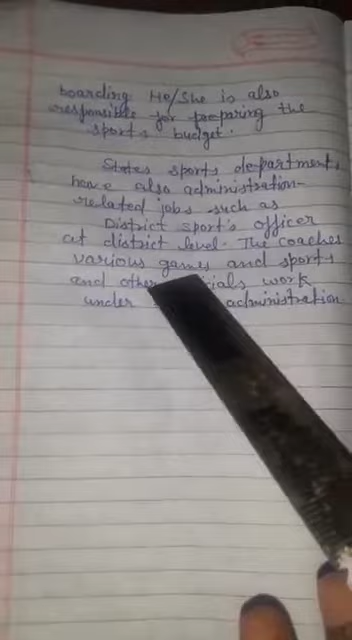 boarding He/She is also
responsible for preparing the
sports budget.
States sports department
have also administration-
related jobs such as
District sport's officer
at district level. The coaches
various games and sports
and other work
under administration